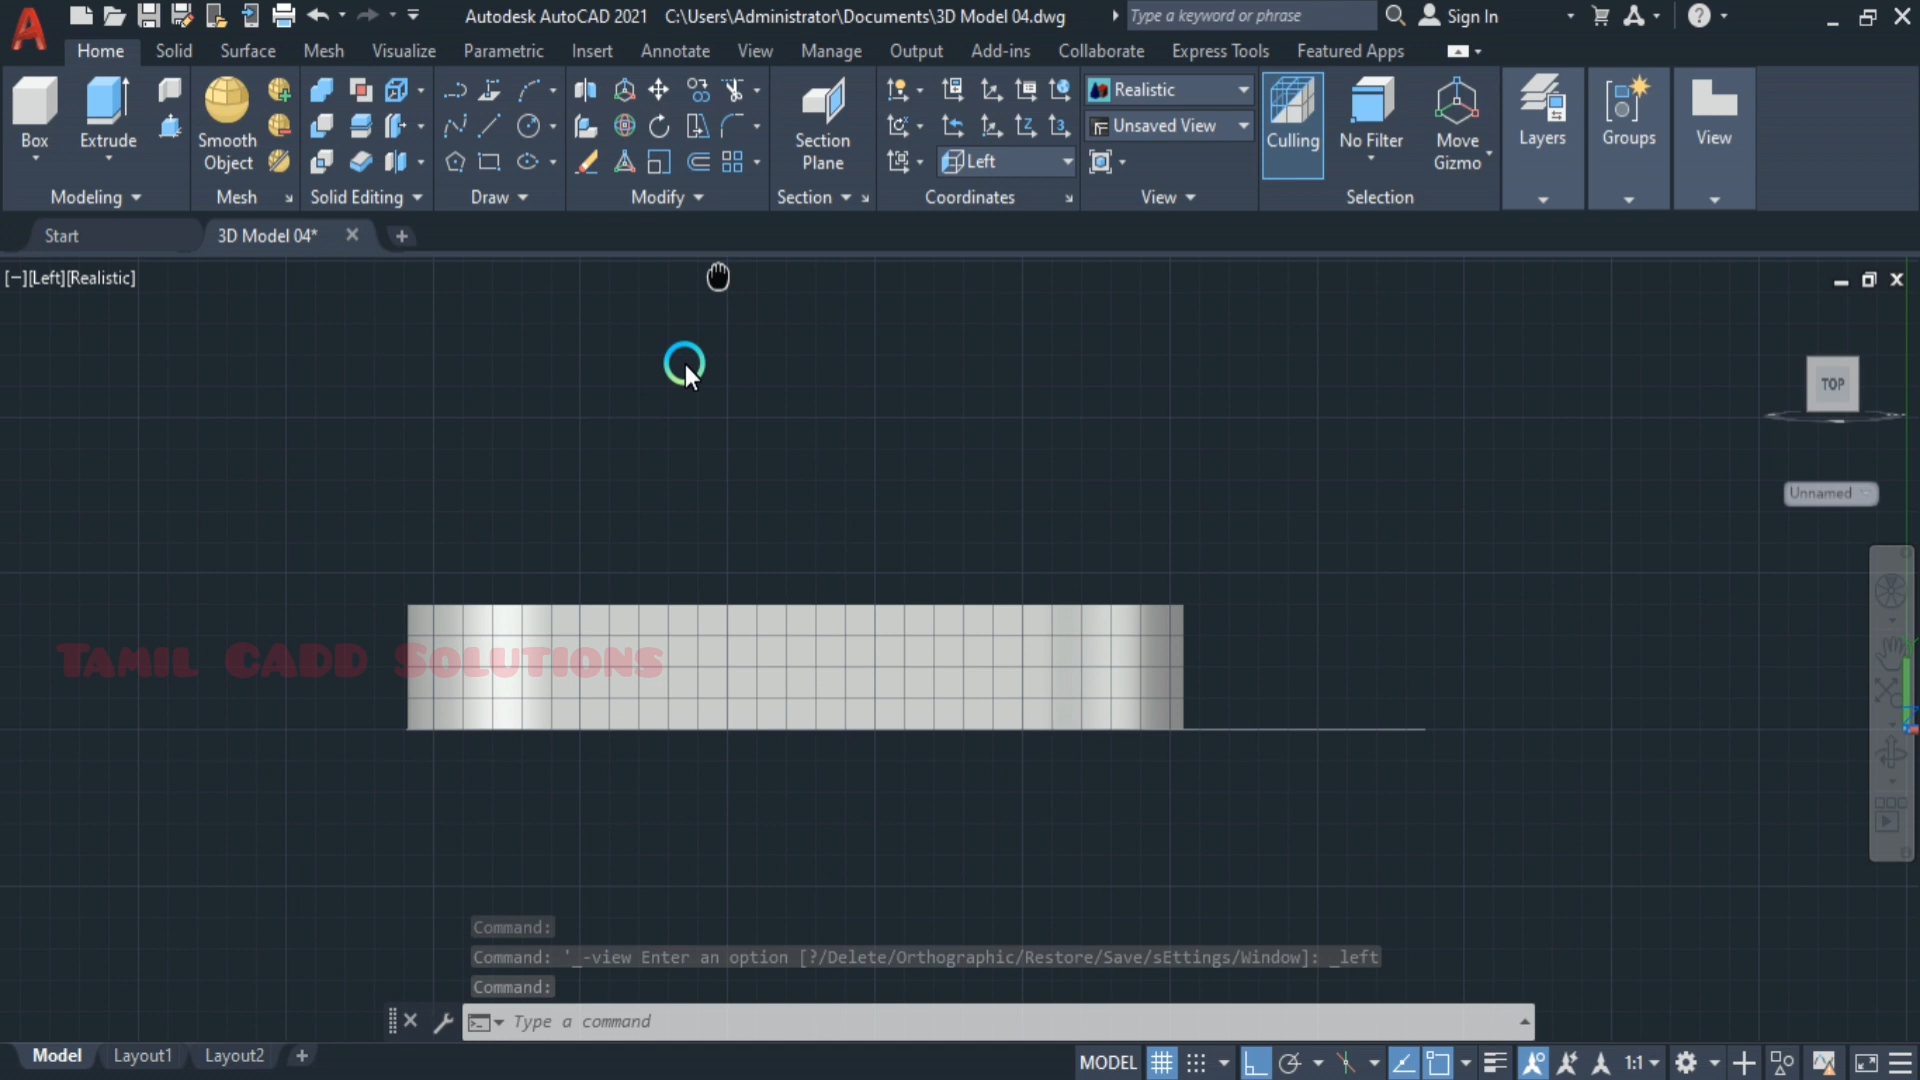 Autodesk AutoCAD 2021 C:\Users\Administrator\Documents\3D Model 04.dwg
Type a keyword or phrase
Sign In
Home Solid Surface Mesh Visualize Parametric Insert Annotate View Manage Output Add-ins Collaborate Express Tools Featured Apps
Box
Extrude
Smooth
Object
Section
Plane
Realistic
Unsaved View
Left
Culling
No Filter
Move
Gizmo
Layers
Groups
View
Modeling
Mesh
Solid Editing
Draw
Modify
Section
Coordinates
View
Selection
Start
3D Model 04*
[−][Left][Realistic]
TOP
Unnamed
TAMIL CADD SOLUTIONS
Command:
Command: '_-view Enter an option [?/Delete/Orthographic/Restore/Save/sEttings/Window]: _left
Command:
Type a command
Model Layout1 Layout2
MODEL
1:1